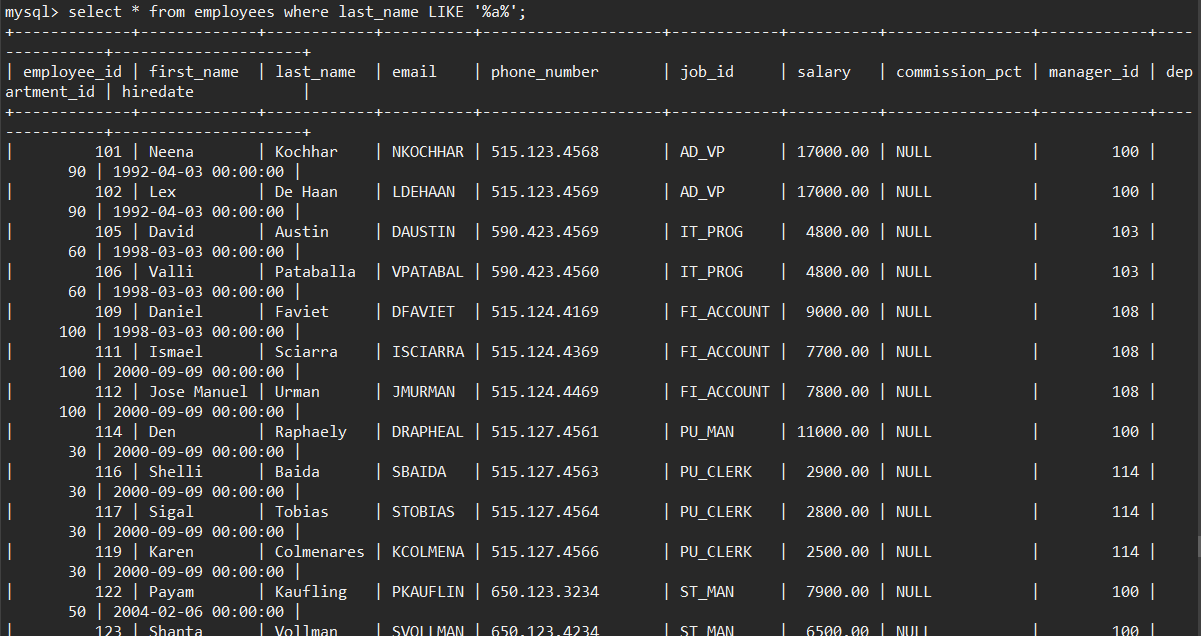 mysql> select * from employees where last_name LIKE '%a%';
+-------------+------------+------------+----------+--------------------+------------+----------+----------------+------------+----
-----------+---------------------+
| employee_id | first_name  | last_name  | email    | phone_number       | job_id     | salary   | commission_pct | manager_id | dep
artment_id | hiredate            |
+-------------+------------+------------+----------+--------------------+------------+----------+----------------+------------+----
-----------+---------------------+
|         101 | Neena       | Kochhar    | NKOCHHAR | 515.123.4568       | AD_VP      | 17000.00 | NULL           |        100 |
       90 | 1992-04-03 00:00:00 |
|         102 | Lex         | De Haan    | LDEHAAN  | 515.123.4569       | AD_VP      | 17000.00 | NULL           |        100 |
       90 | 1992-04-03 00:00:00 |
|         105 | David       | Austin     | DAUSTIN  | 590.423.4569       | IT_PROG    |  4800.00 | NULL           |        103 |
       60 | 1998-03-03 00:00:00 |
|         106 | Valli       | Pataballa  | VPATABAL | 590.423.4560       | IT_PROG    |  4800.00 | NULL           |        103 |
       60 | 1998-03-03 00:00:00 |
|         109 | Daniel      | Faviet     | DFAVIET  | 515.124.4169       | FI_ACCOUNT |  9000.00 | NULL           |        108 |
      100 | 1998-03-03 00:00:00 |
|         111 | Ismael      | Sciarra    | ISCIARRA | 515.124.4369       | FI_ACCOUNT |  7700.00 | NULL           |        108 |
      100 | 2000-09-09 00:00:00 |
|         112 | Jose Manuel | Urman      | JMURMAN  | 515.124.4469       | FI_ACCOUNT |  7800.00 | NULL           |        108 |
      100 | 2000-09-09 00:00:00 |
|         114 | Den         | Raphaely   | DRAPHEAL | 515.127.4561       | PU_MAN     | 11000.00 | NULL           |        100 |
       30 | 2000-09-09 00:00:00 |
|         116 | Shelli      | Baida      | SBAIDA   | 515.127.4563       | PU_CLERK   |  2900.00 | NULL           |        114 |
       30 | 2000-09-09 00:00:00 |
|         117 | Sigal       | Tobias     | STOBIAS  | 515.127.4564       | PU_CLERK   |  2800.00 | NULL           |        114 |
       30 | 2000-09-09 00:00:00 |
|         119 | Karen       | Colmenares | KCOLMENA | 515.127.4566       | PU_CLERK   |  2500.00 | NULL           |        114 |
       30 | 2000-09-09 00:00:00 |
|         122 | Payam       | Kaufling   | PKAUFLIN | 650.123.3234       | ST_MAN     |  7900.00 | NULL           |        100 |
       50 | 2004-02-06 00:00:00 |
|         123 | Shanta      | Vollman    | SVOLLMAN | 650.123.4234       | ST_MAN     |  6500.00 | NULL           |        100 |